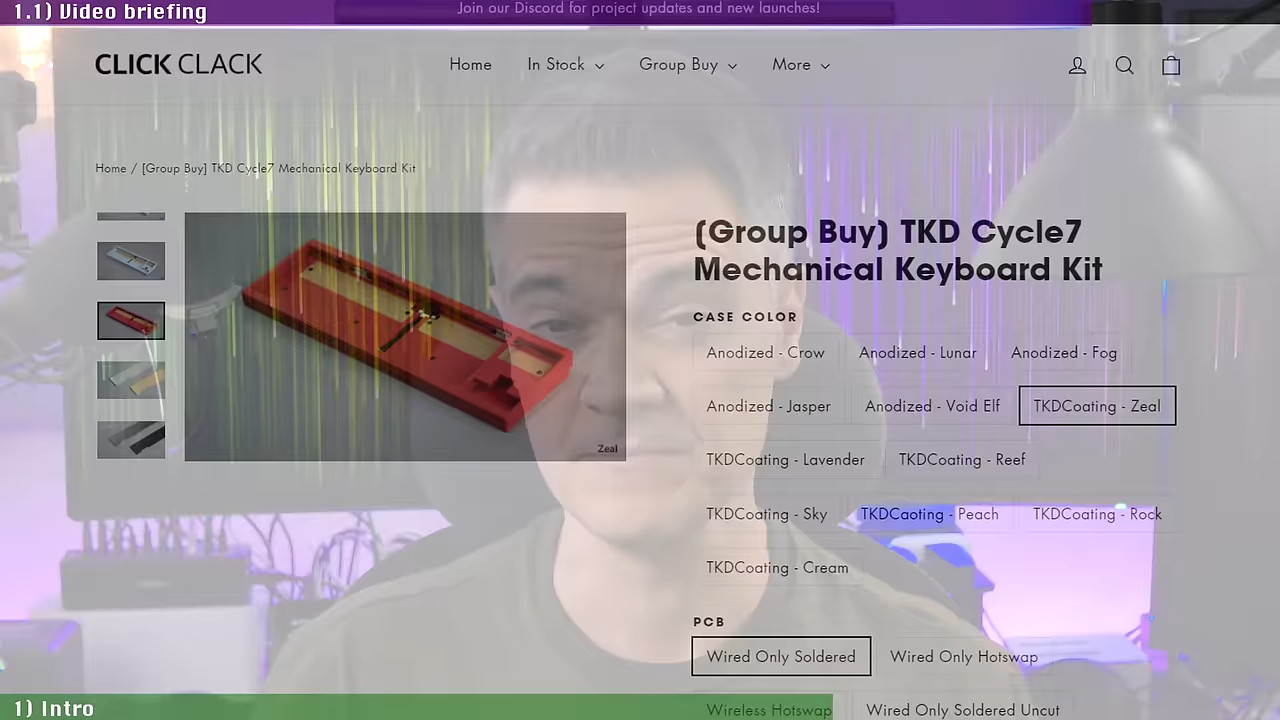 1.1) Video briefing
Join our Discord for project updates and new launches!
CLICK CLACK
Home
In Stock
Group Buy
More
Home / [Group Buy] TKD Cycle7 Mechanical Keyboard Kit
[Group Buy] TKD Cycle7
Mechanical Keyboard Kit
CASE COLOR
Anodized - Crow
Anodized - Lunar
Anodized - Fog
Anodized - Jasper
Anodized - Void Elf
TKDCoating - Zeal
Zeal
TKDCoating - Lavender
TKDCoating - Reef
TKDCoating - Sky
TKDCaoting - Peach
TKDCoating - Rock
TKDCoating - Cream
PCB
Wired Only Soldered
Wired Only Hotswap
Wireless Hotswap
Wired Only Soldered Uncut
1) Intro